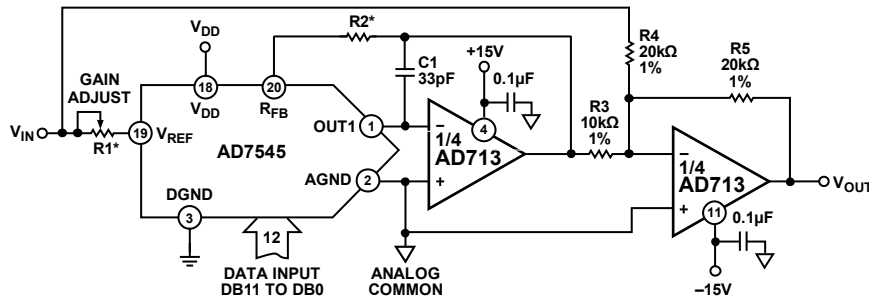 R2*
R4
20kΩ
1%
R5
20kΩ
1%
VDD
+15V
C1
33pF
0.1µF
GAIN
ADJUST
18
VDD
20
RFB
VIN
R1*
19
VREF
OUT1
1
4
R3
10kΩ
1%
AD7545
1/4
AD713
AGND
2
1/4
AD713
VOUT
DGND
3
11
0.1µF
12
DATA INPUT
DB11 TO DB0
ANALOG
COMMON
–15V